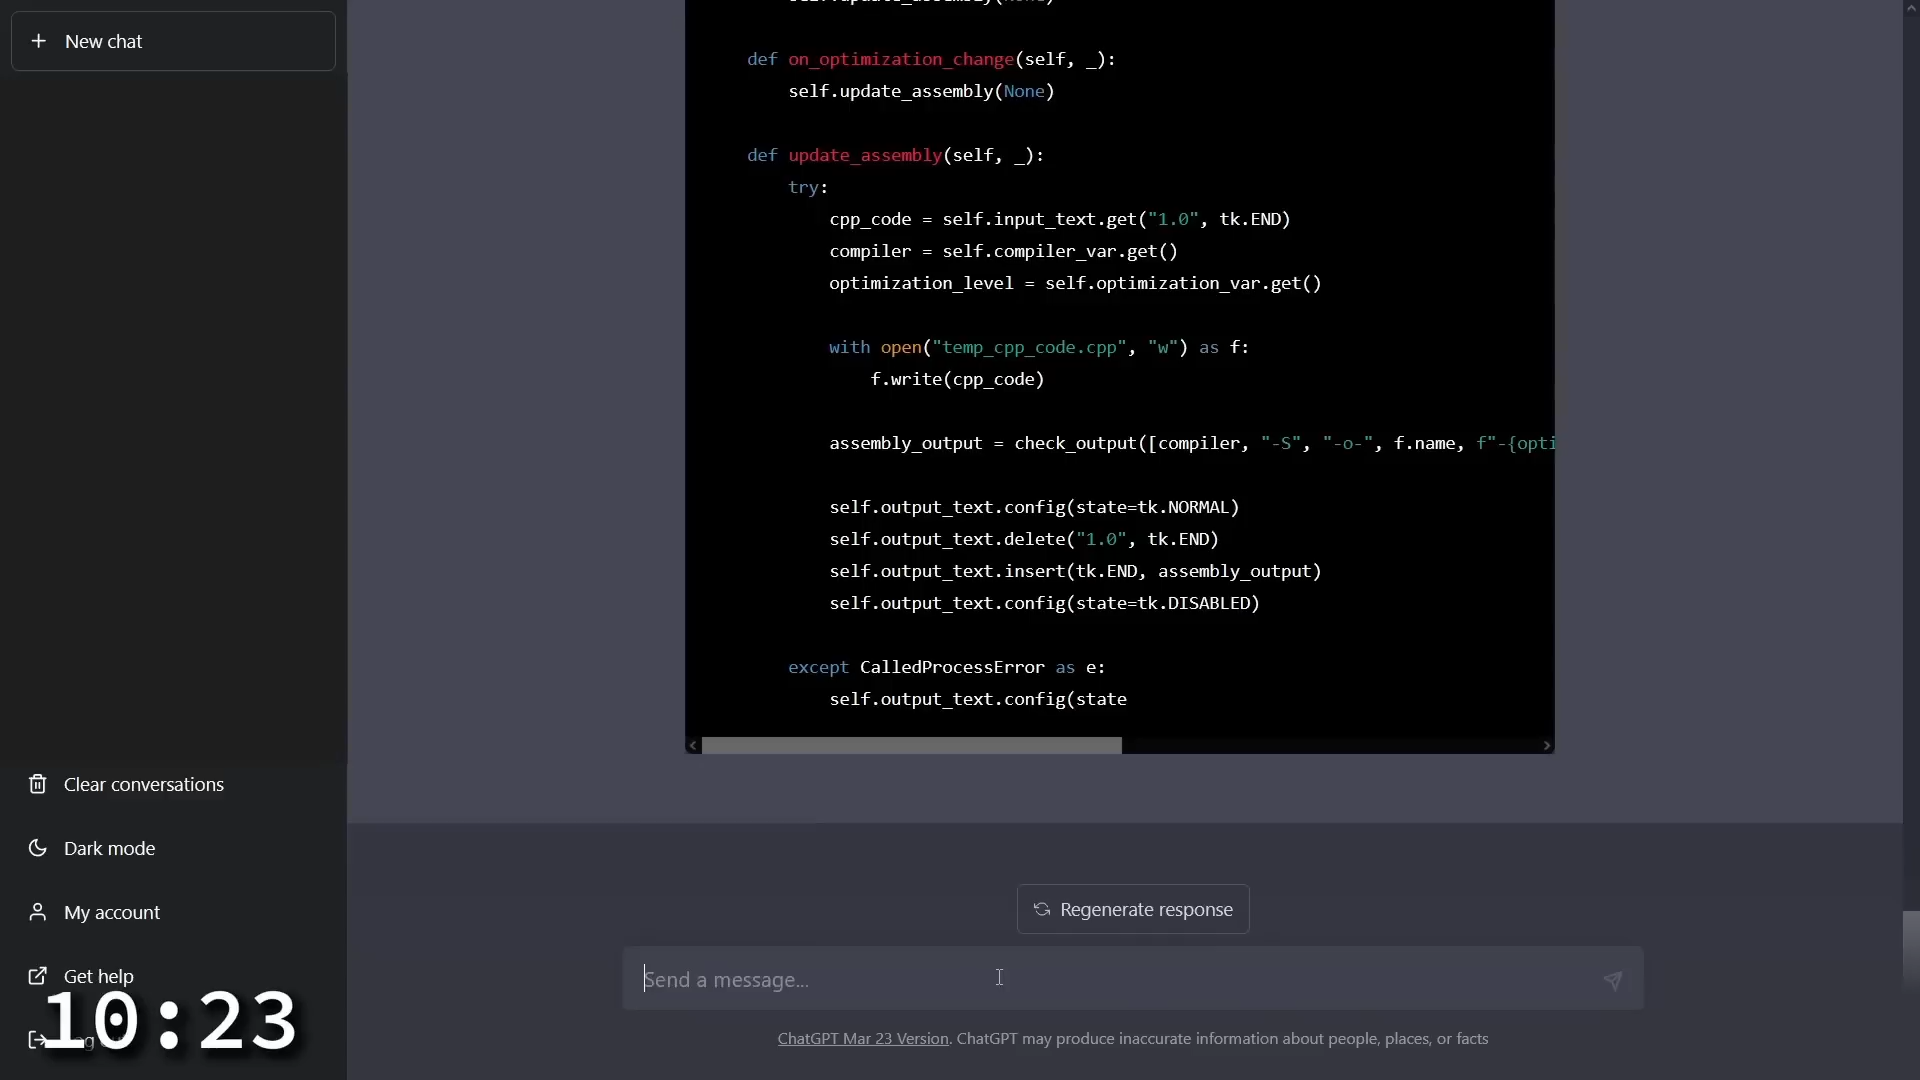 New chat
def on_optimization_change(self, _):
self.update_assembly(None)
def update_assembly(self, _):
try:
cpp_code = self.input_text.get("1.0", tk.END)
compiler = self.compiler_var.get()
optimization_level = self.optimization_var.get()
with open("temp_cpp_code.cpp", "w") as f:
f.write(cpp_code)
assembly_output = check_output([compiler, "-S", "-o-", f.name, f"-{opti
self.output_text.config(state=tk.NORMAL)
self.output_text.delete("1.0", tk.END)
self.output_text.insert(tk.END, assembly_output)
self.output_text.config(state=tk.DISABLED)
except CalledProcessError as e:
self.output_text.config(state
Clear conversations
Dark mode
My account
Get help
10:23
Regenerate response
Send a message...
ChatGPT Mar 23 Version. ChatGPT may produce inaccurate information about people, places, or facts